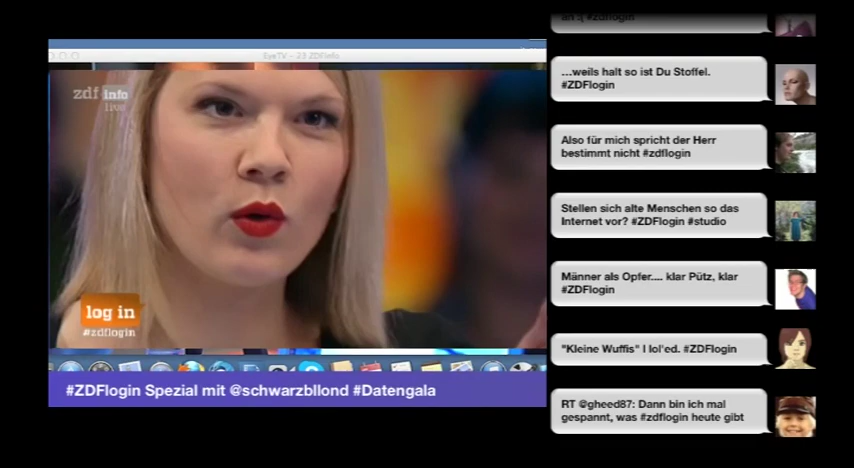 EyeTV – 23 ZDFinfo
zdf info
live
log in
#zdflogin
#ZDFlogin Spezial mit @schwarzbllond #Datengala
an :( #zdflogin
...weils halt so ist Du Stoffel.
#ZDFlogin
Also für mich spricht der Herr
bestimmt nicht #zdflogin
Stellen sich alte Menschen so das
Internet vor? #ZDFlogin #studio
Männer als Opfer.... klar Pütz, klar
#ZDFlogin
"Kleine Wuffis" I lol'ed. #ZDFlogin
RT @gheed87: Dann bin ich mal
gespannt, was #zdflogin heute gibt